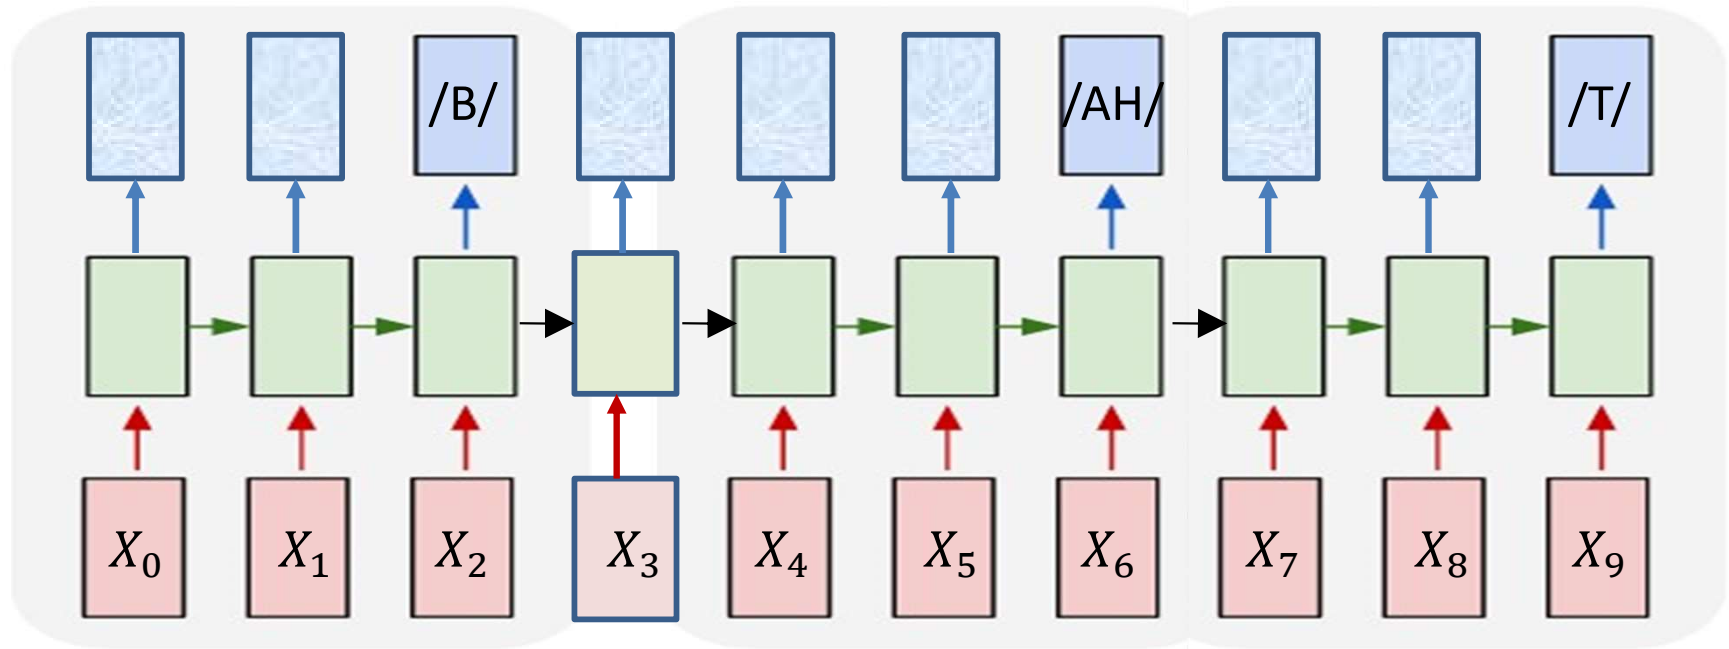 /B/ /AH/ /T/
X₀ X₁ X₂ X₃ X₄ X₅ X₆ X₇ X₈ X₉